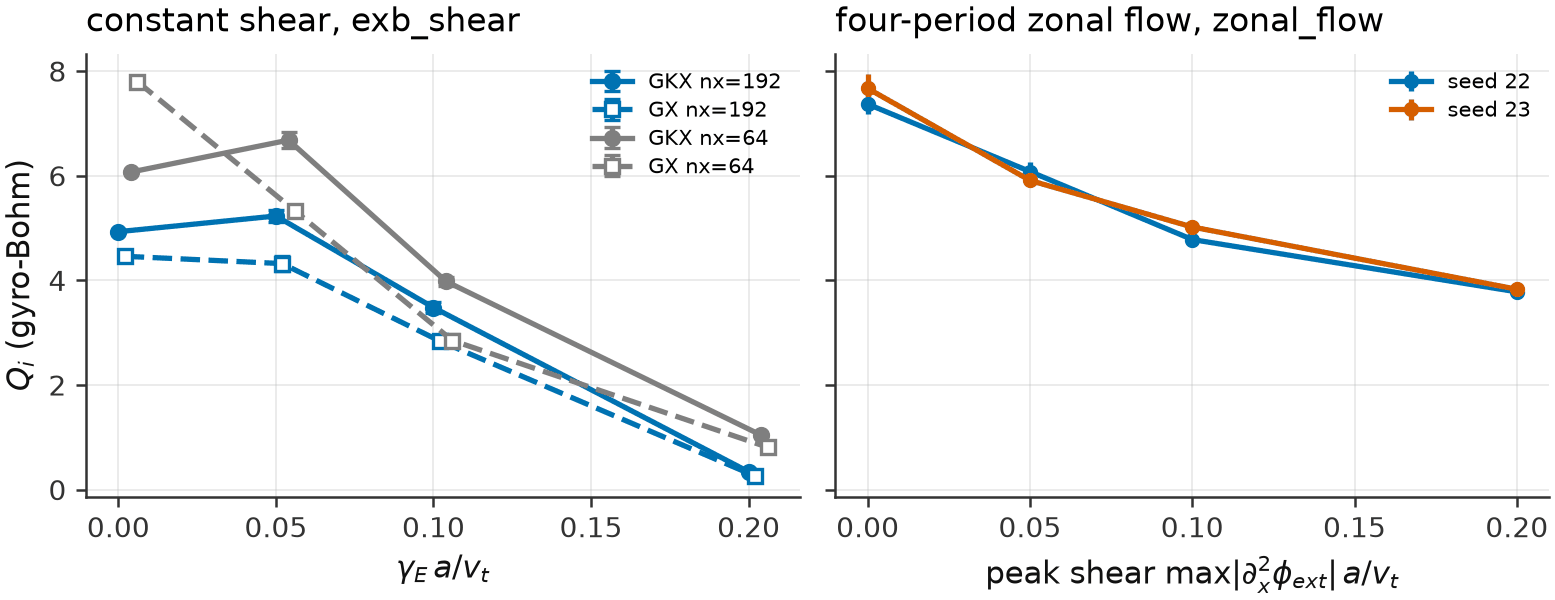 constant shear, exb_shear
four-period zonal flow, zonal_flow
GKX nx=192
GX nx=192
GKX nx=64
GX nx=64
seed 22
seed 23
Q_i (gyro-Bohm)
8
6
4
2
0
0.00 0.05 0.10 0.15 0.20
0.00 0.05 0.10 0.15 0.20
γ_E a/v_t
peak shear max|∂²ₓϕ_ext| a/v_t